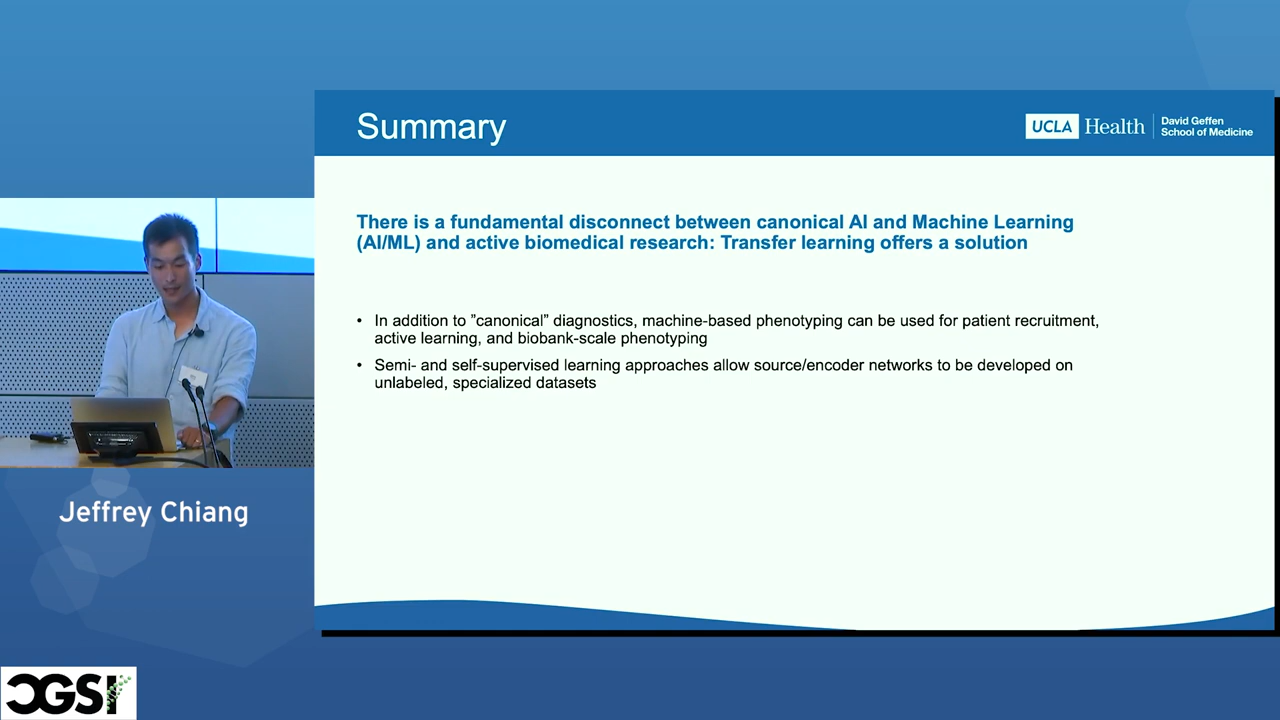 Summary
UCLA Health
David Geffen
School of Medicine
There is a fundamental disconnect between canonical AI and Machine Learning
(AI/ML) and active biomedical research: Transfer learning offers a solution
• In addition to ”canonical” diagnostics, machine-based phenotyping can be used for patient recruitment,
active learning, and biobank-scale phenotyping
• Semi- and self-supervised learning approaches allow source/encoder networks to be developed on
unlabeled, specialized datasets
Jeffrey Chiang
CGSI